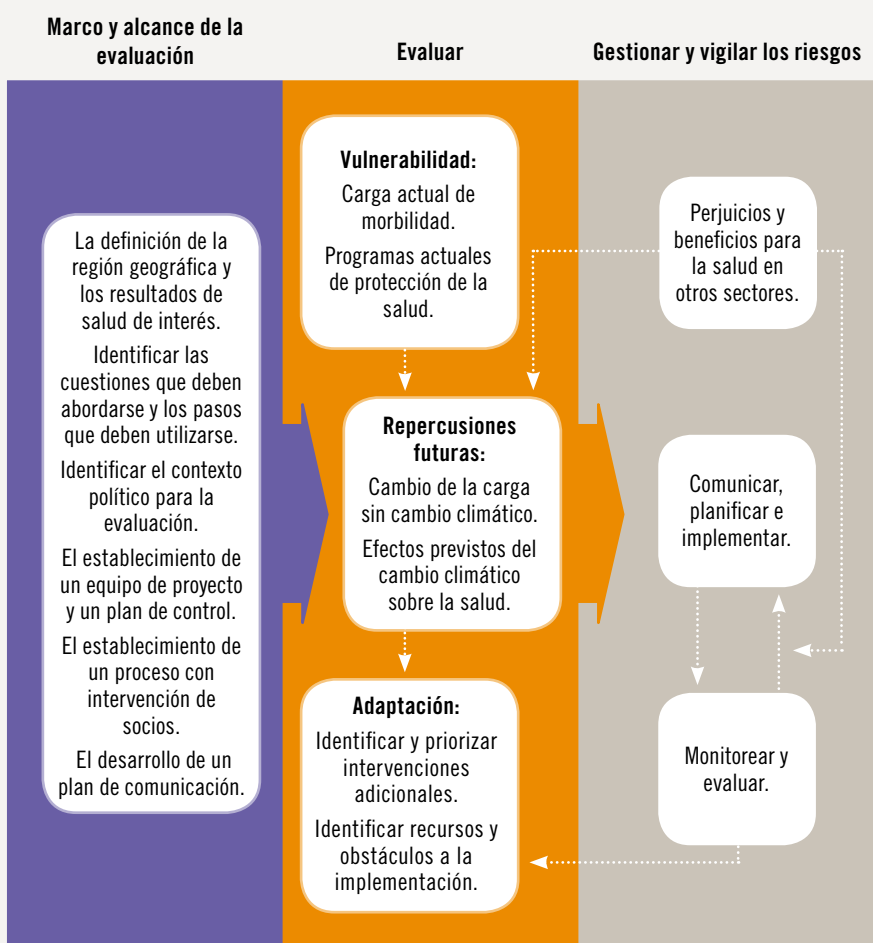 Marco y alcance de la
evaluación
Evaluar
Gestionar y vigilar los riesgos
La definición de la
región geográfica y
los resultados de
salud de interés.
Identificar las
cuestiones que deben
abordarse y los pasos
que deben utilizarse.
Identificar el contexto
político para la
evaluación.
El establecimiento de
un equipo de proyecto
y un plan de control.
El establecimiento de
un proceso con
intervención de
socios.
El desarrollo de un
plan de comunicación.
Vulnerabilidad:
Carga actual de
morbilidad.
Programas actuales
de protección de la
salud.
Repercusiones
futuras:
Cambio de la carga
sin cambio climático.
Efectos previstos del
cambio climático
sobre la salud.
Adaptación:
Identificar y priorizar
intervenciones
adicionales.
Identificar recursos y
obstáculos a la
implementación.
Perjuicios y
beneficios para
la salud en
otros sectores.
Comunicar,
planificar e
implementar.
Monitorear y
evaluar.